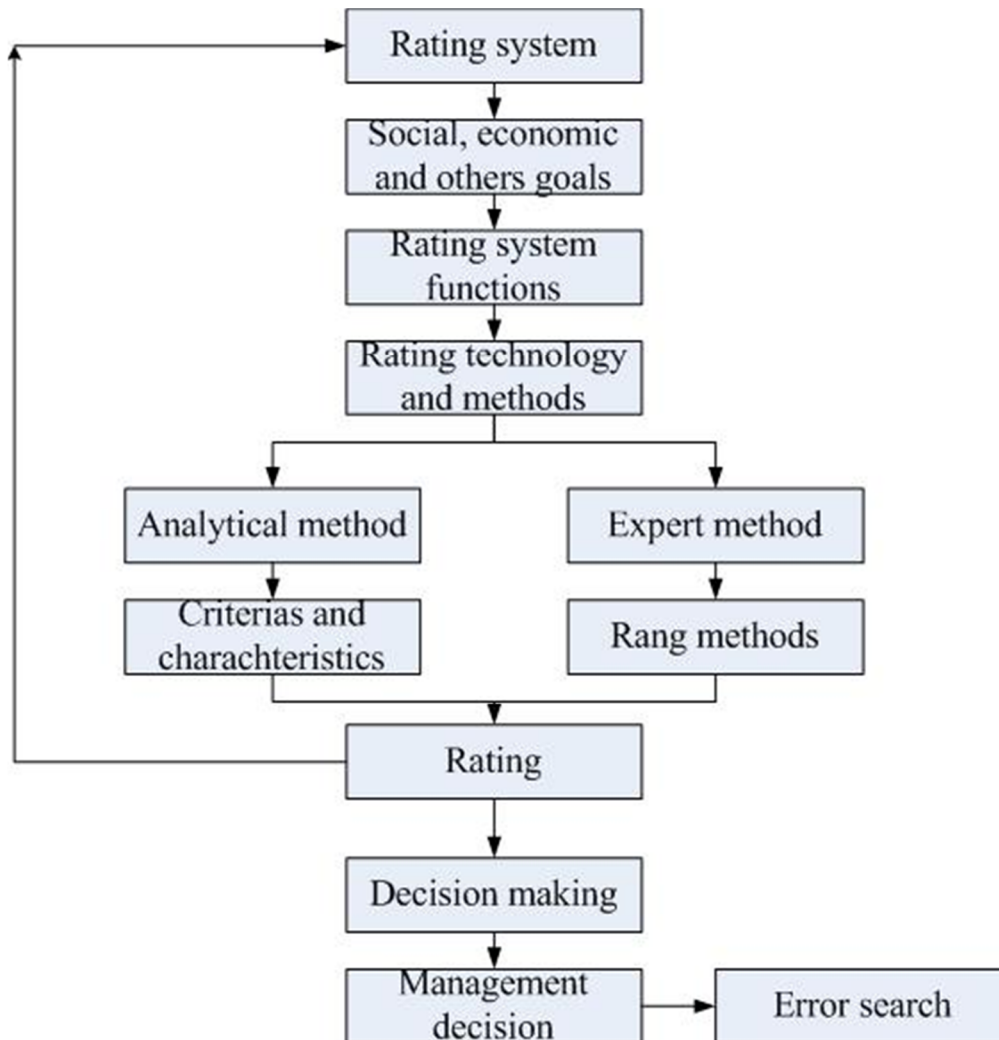 Rating system
Social, economic
and others goals
Rating system
functions
Rating technology
and methods
Analytical method
Expert method
Criterias and
charachteristics
Rang methods
Rating
Decision making
Management
decision
Error search